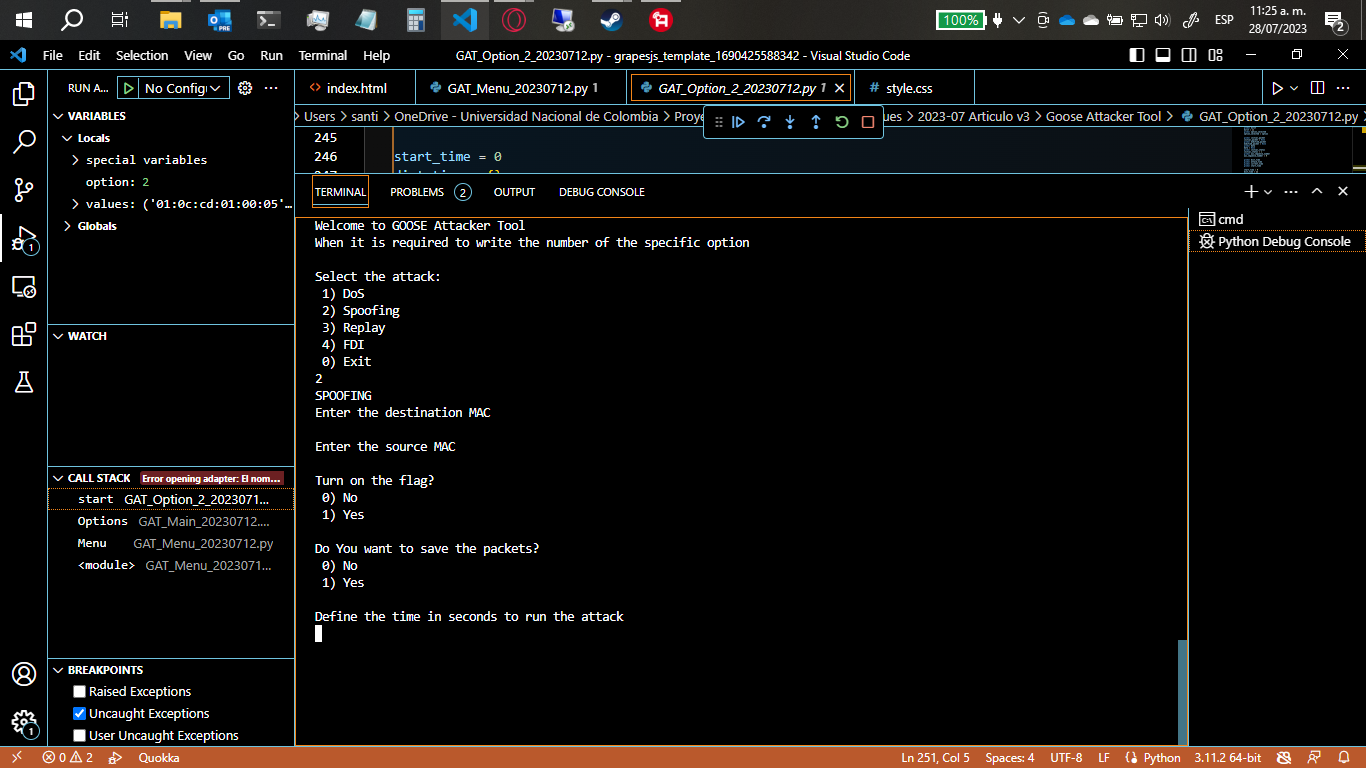 PRE
100%
ESP
11:25 a. m.
28/07/2023
2
File Edit Selection View Go Run Terminal Help
GAT_Option_2_20230712.py - grapesjs_template_1690425588342 - Visual Studio Code
RUN A... No Config
index.html
GAT_Menu_20230712.py 1
GAT_Option_2_20230712.py 1
style.css
Users > santi > OneDrive - Universidad Nacional de Colombia > Proye
ues > 2023-07 Articulo v3 > Goose Attacker Tool > GAT_Option_2_20230712.py >
VARIABLES
Locals
special variables
option: 2
values: ('01:0c:cd:01:00:05'...
Globals
WATCH
CALL STACK Error opening adapter: El nom...
start GAT_Option_2_2023071...
Options GAT_Main_20230712....
Menu GAT_Menu_20230712.py
<module> GAT_Menu_2023071...
BREAKPOINTS
Raised Exceptions
Uncaught Exceptions
User Uncaught Exceptions
1
1
245
246 start_time = 0
TERMINAL PROBLEMS 2 OUTPUT DEBUG CONSOLE
Welcome to GOOSE Attacker Tool
When it is required to write the number of the specific option
Select the attack:
1) DoS
2) Spoofing
3) Replay
4) FDI
0) Exit
2
SPOOFING
Enter the destination MAC
Enter the source MAC
Turn on the flag?
0) No
1) Yes
Do You want to save the packets?
0) No
1) Yes
Define the time in seconds to run the attack
cmd
Python Debug Console
0 2 Quokka
Ln 251, Col 5 Spaces: 4 UTF-8 LF Python 3.11.2 64-bit